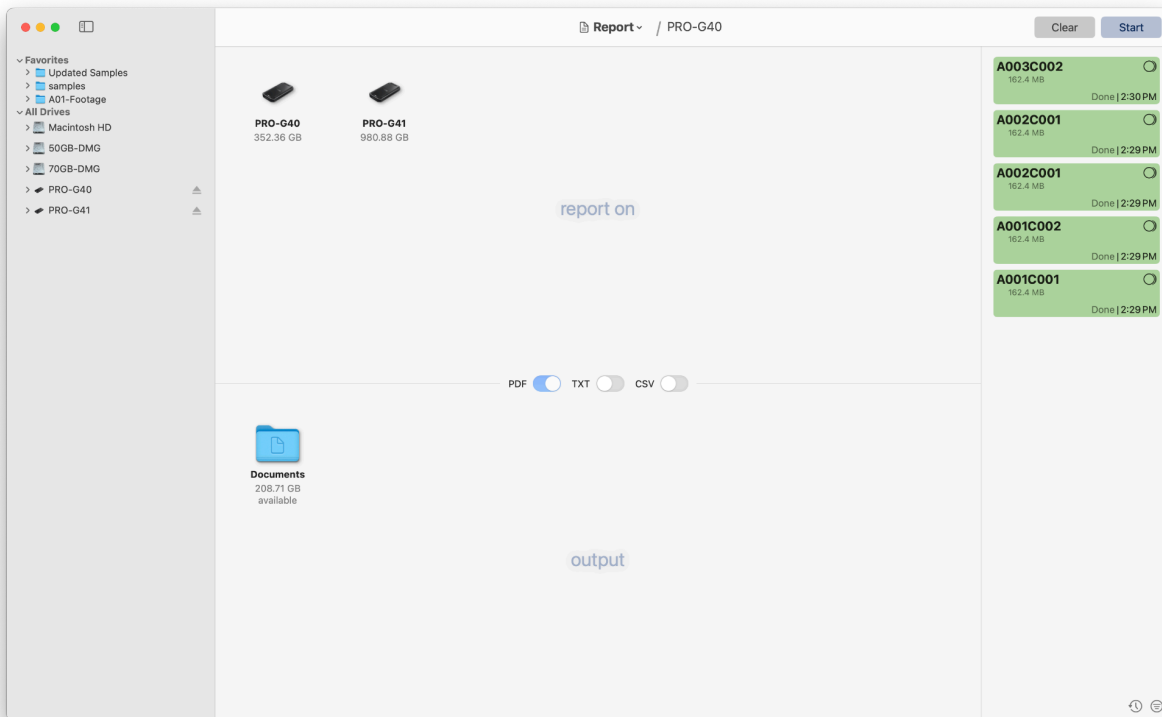 Report / PRO-G40
Clear
Start
Favorites
Updated Samples
samples
A01-Footage
All Drives
Macintosh HD
50GB-DMG
70GB-DMG
PRO-G40
PRO-G41
PRO-G40
352.36 GB
PRO-G41
980.88 GB
report on
PDF
TXT
CSV
Documents
208.71 GB
available
output
A003C002
162.4 MB
Done | 2:30 PM
A002C001
162.4 MB
Done | 2:29 PM
A002C001
162.4 MB
Done | 2:29 PM
A001C002
162.4 MB
Done | 2:29 PM
A001C001
162.4 MB
Done | 2:29 PM